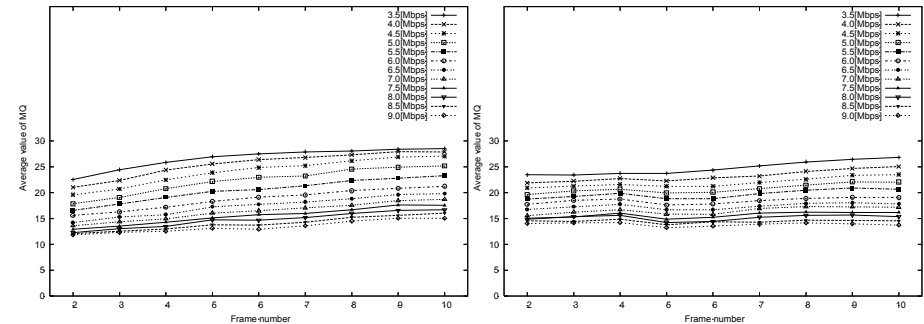 3.5[Mbps]
4.0[Mbps]
4.5[Mbps]
5.0[Mbps]
5.5[Mbps]
6.0[Mbps]
6.5[Mbps]
7.0[Mbps]
7.5[Mbps]
8.0[Mbps]
8.5[Mbps]
9.0[Mbps]
Average value of MQ
30
25
20
15
10
5
0
2 3 4 5 6 7 8 9 10
Frame-number
3.5[Mbps]
4.0[Mbps]
4.5[Mbps]
5.0[Mbps]
5.5[Mbps]
6.0[Mbps]
6.5[Mbps]
7.0[Mbps]
7.5[Mbps]
8.0[Mbps]
8.5[Mbps]
9.0[Mbps]
Average value of MQ
30
25
20
15
10
5
0
2 3 4 5 6 7 8 9 10
Frame-number